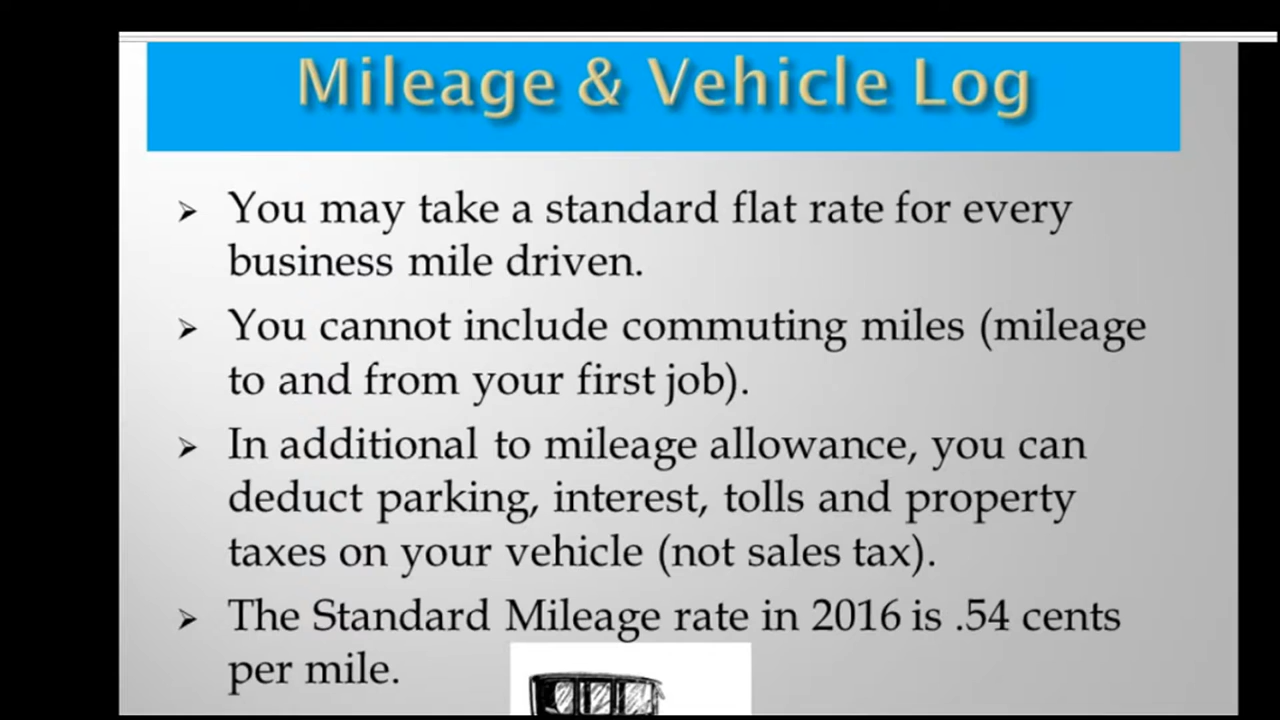 Mileage & Vehicle Log
You may take a standard flat rate for every
business mile driven.
You cannot include commuting miles (mileage
to and from your first job).
In additional to mileage allowance, you can
deduct parking, interest, tolls and property
taxes on your vehicle (not sales tax).
The Standard Mileage rate in 2016 is .54 cents
per mile.